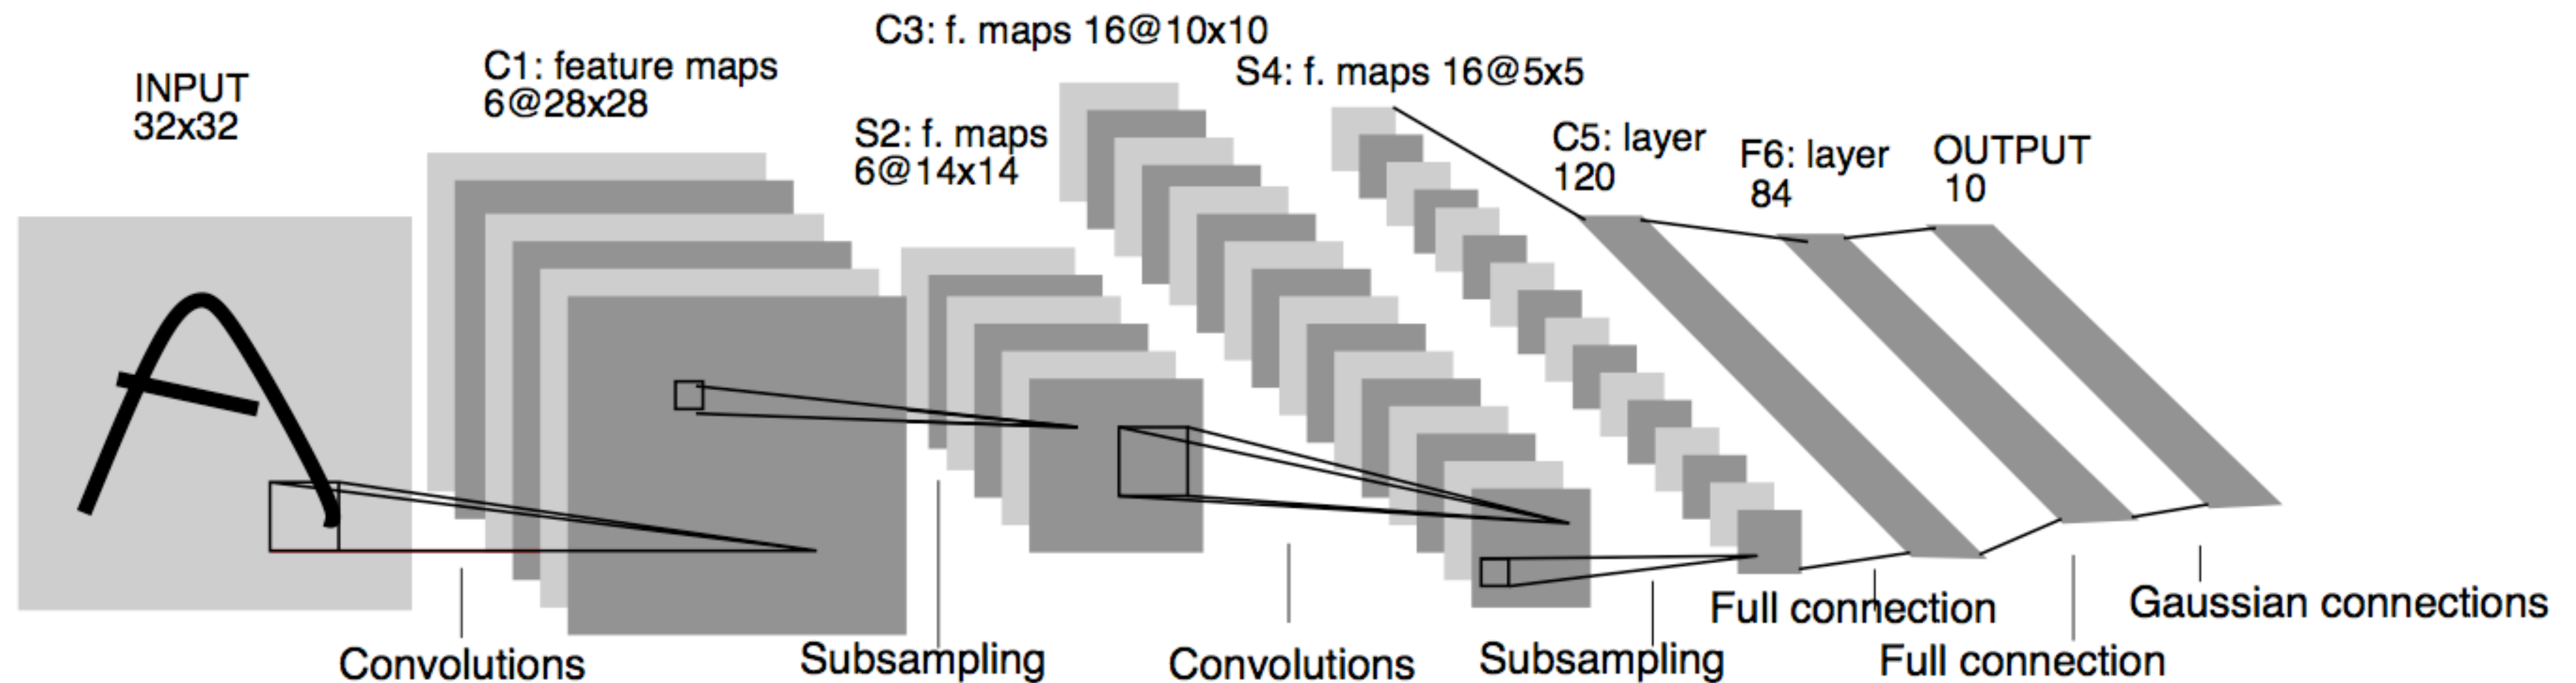 INPUT
32x32
C1: feature maps
6@28x28
S2: f. maps
6@14x14
C3: f. maps 16@10x10
S4: f. maps 16@5x5
C5: layer
120
F6: layer
84
OUTPUT
10
Convolutions
Subsampling
Convolutions
Subsampling
Full connection
Full connection
Gaussian connections